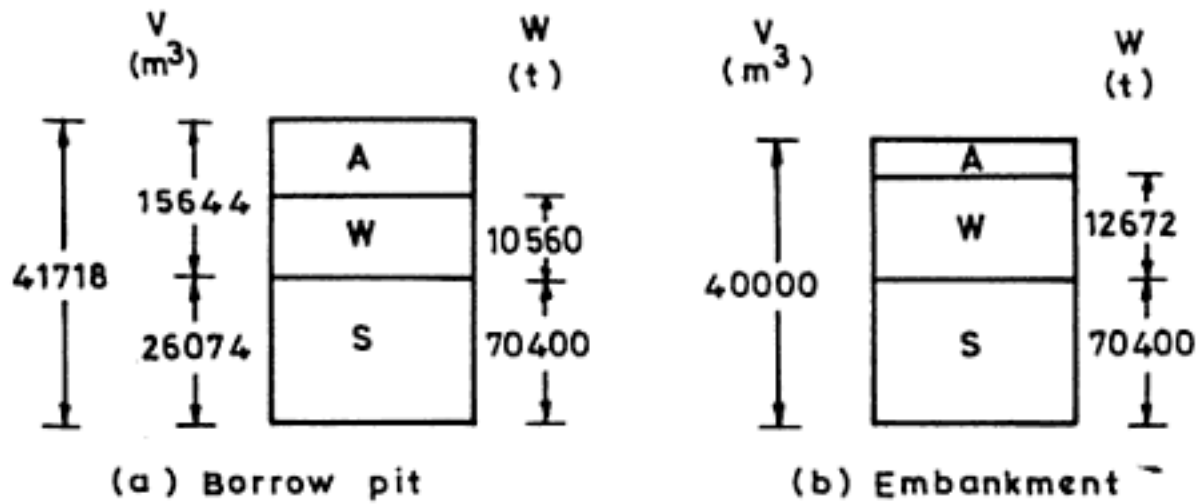 V
(m³)
W
(t)
A
15644
W
10560
41718
S
26074
70400
(a) Borrow pit
V
(m³)
W
(t)
A
12672
W
40000
S
70400
(b) Embankment